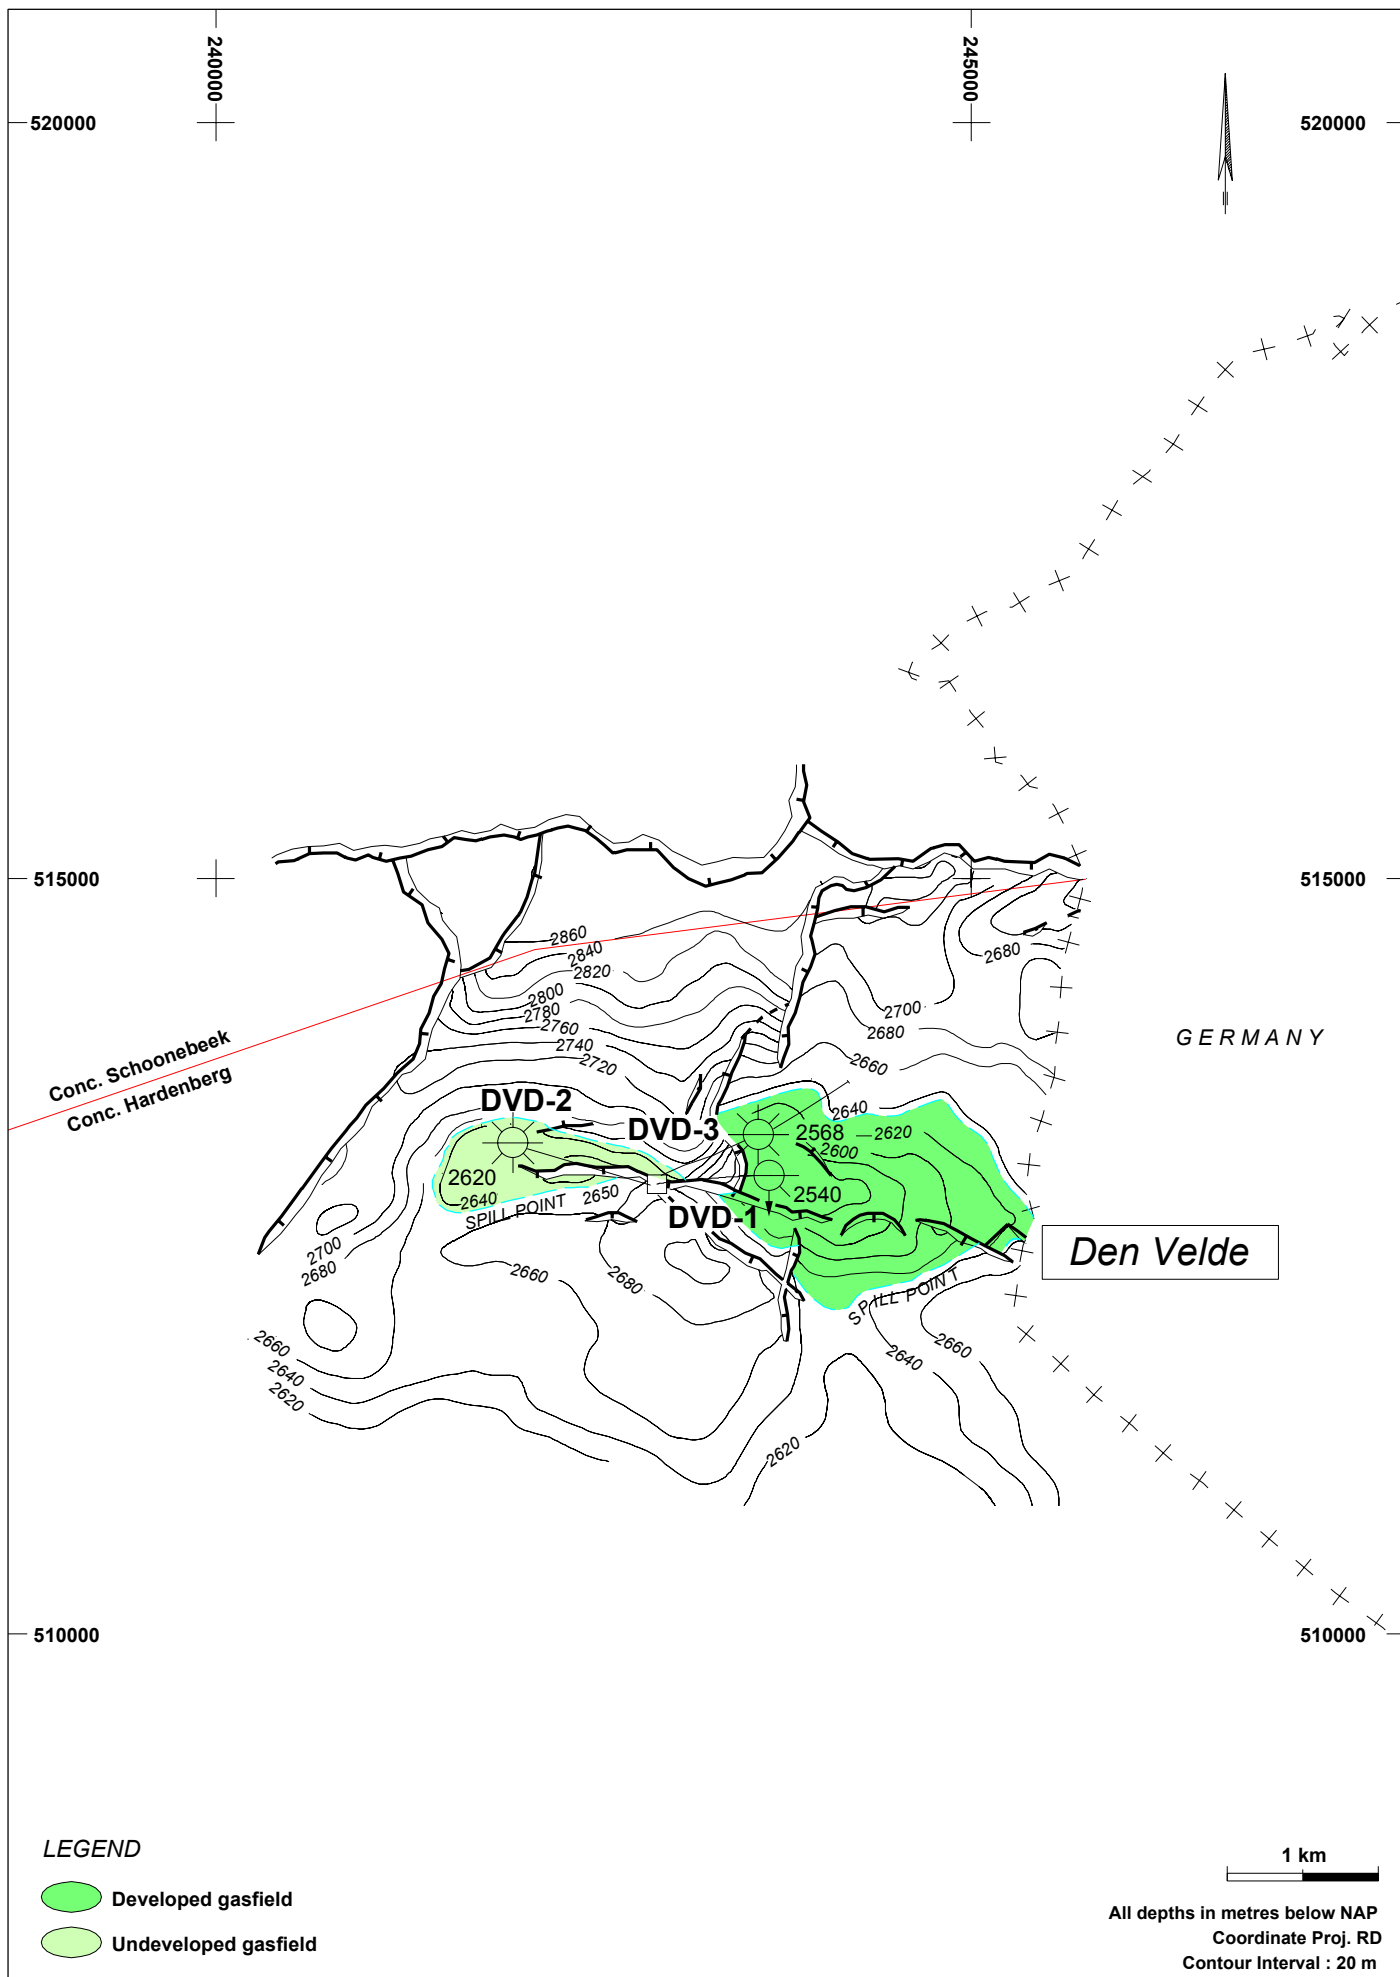 240000
245000
520000
520000
515000
515000
2860
2840
2820
2800
2780
2760
2740
2720
2680
2700
2680
2660
GERMANY
Conc. Schoonebeek
Conc. Hardenberg
DVD-2
DVD-3
2640
2568
2620
2600
2620
2640
2650
2540
SPILL POINT
DVD-1
Den Velde
2700
2680
2660
2680
SPILL POINT
2660
2640
2620
2660
2640
2620
510000
510000
LEGEND
Developed gasfield
Undeveloped gasfield
1 km
All depths in metres below NAP
Coordinate Proj. RD
Contour Interval : 20 m